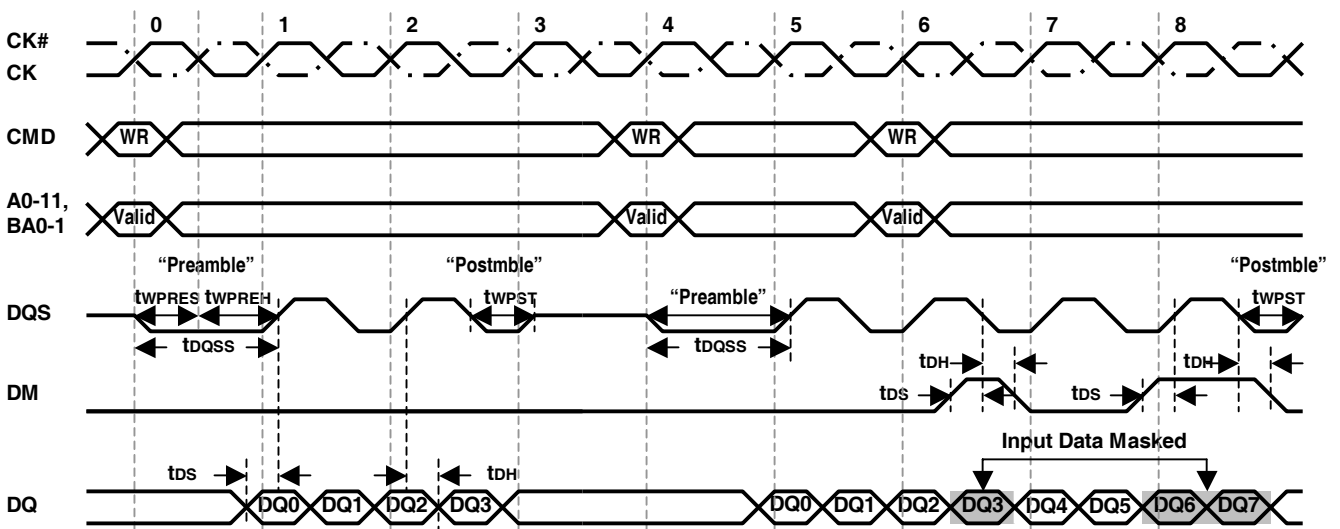 0 1 2 3 4 5 6 7 8
CK#
CK
CMD WR WR WR
A0-11,
BA0-1 Valid Valid Valid
“Preamble” “Postmble” “Postmble”
tWPRES tWPREH tWPST “Preamble” tWPST
DQS
tDQSS tDQSS
tDH tDH
DM tDS tDS
Input Data Masked
tDS tDH
DQ DQ0 DQ1 DQ2 DQ3 DQ0 DQ1 DQ2 DQ3 DQ4 DQ5 DQ6 DQ7